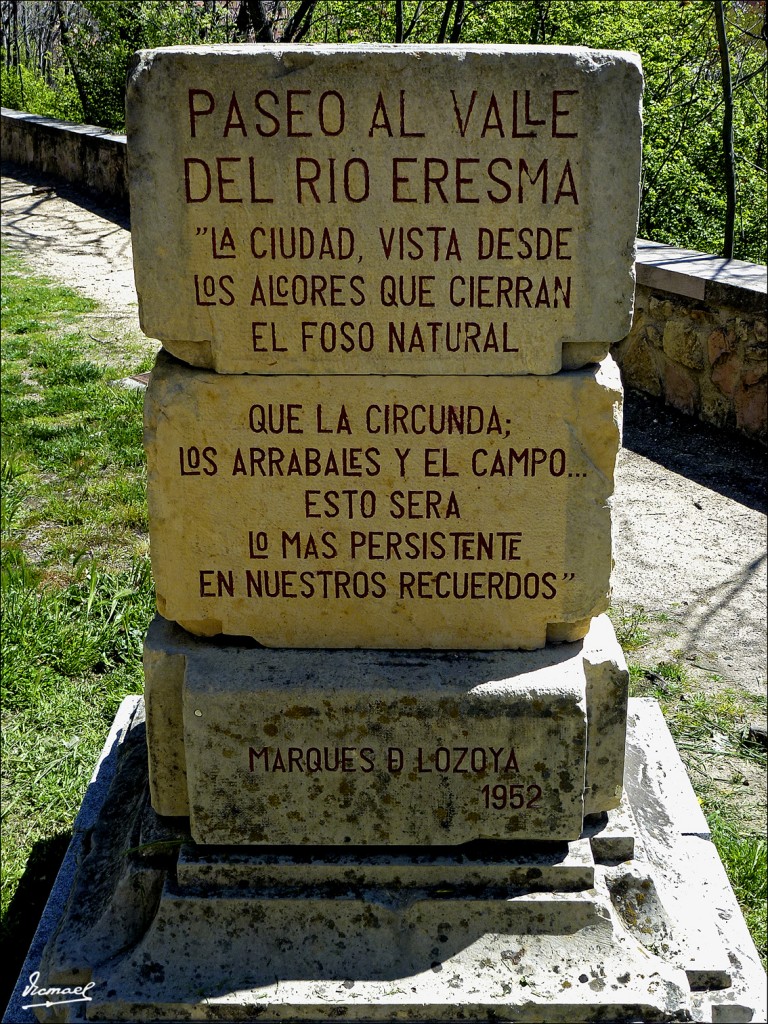 PASEO AL VALLE
DEL RIO ERESMA
"LA CIUDAD, VISTA DESDE
LOS ALCORES QUE CIERRAN
EL FOSO NATURAL
QUE LA CIRCUNDA;
LOS ARRABALES Y EL CAMPO...
ESTO SERA
LO MAS PERSISTENTE
EN NUESTROS RECUERDOS"
MARQUES D LOZOYA
1952
Vicmael